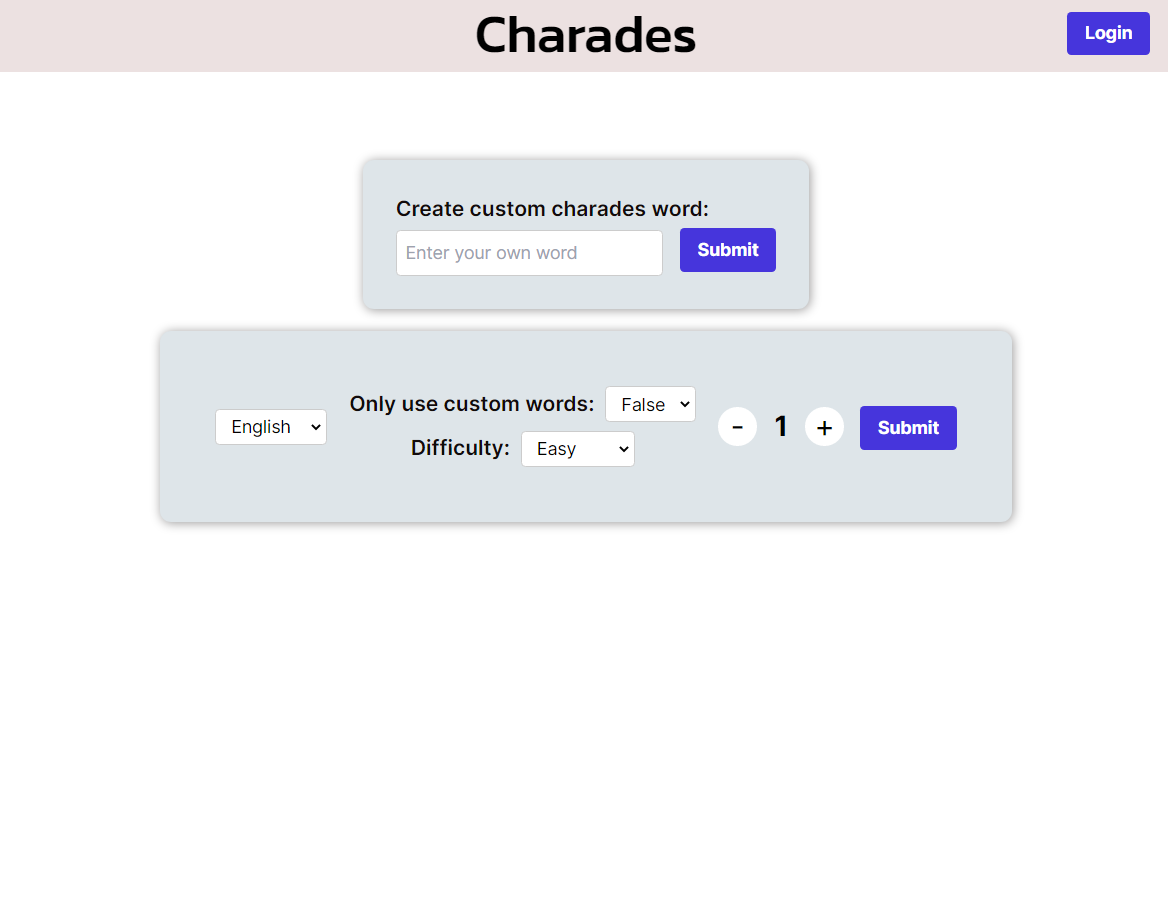 Charades
Login
Create custom charades word:
Enter your own word
Submit
English
Only use custom words: False
Difficulty: Easy
- 1 +
Submit